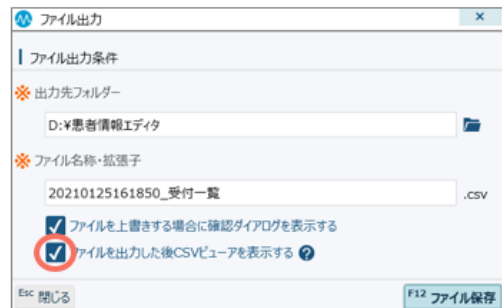 ファイル出力
×
ファイル出力条件
※ 出力先フォルダー
D:¥患者情報エディタ
※ ファイル名称・拡張子
20210125161850_受付一覧 .csv
ファイルを上書きする場合に確認ダイアログを表示する
ファイルを出力した後CSVビューアを表示する ?
Esc 閉じる
F12 ファイル保存